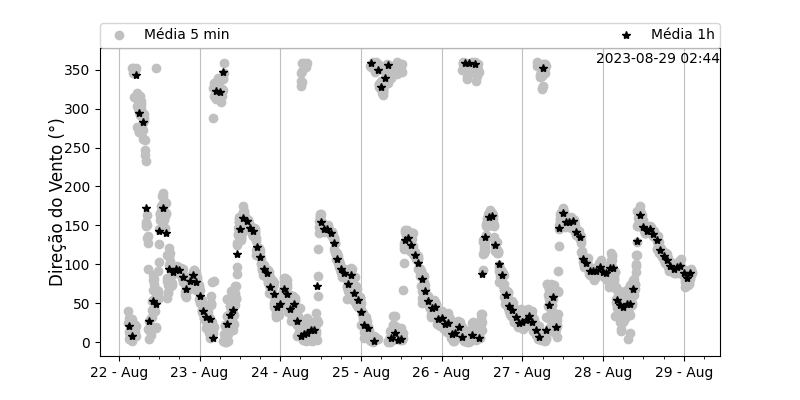 Média 5 min
Média 1h
2023-08-29 02:44
Direção do Vento (°)
350
300
250
200
150
100
50
0
22 - Aug
23 - Aug
24 - Aug
25 - Aug
26 - Aug
27 - Aug
28 - Aug
29 - Aug